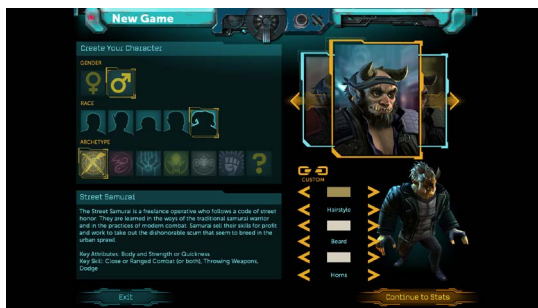 New Game
Create Your Character
GENDER
RACE
ARCHETYPE
?
CUSTOM
Hairstyle
Beard
Horns
Street Samurai
The Street Samurai is a freelance operative who follows a code of street
honor. They are learned in the ways of the traditional samurai warrior
and in the practices of modern combat. Samurai sell their skills for profit
and work to take out the dishonorable scum that seem to breed in the
urban sprawl.
Key Attributes: Body and Strength or Quickness
Key Skill: Close or Ranged Combat (or both), Throwing Weapons,
Dodge
Exit
Continue to Stats